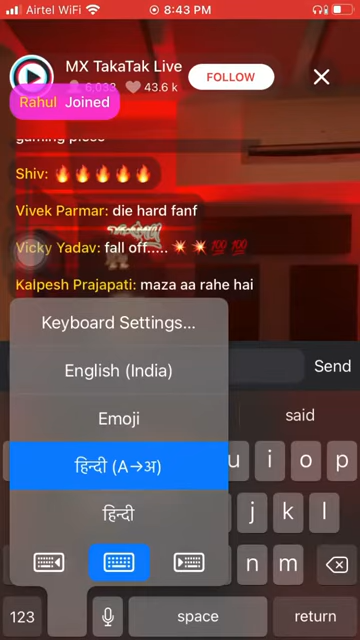 Airtel WiFi 8:43 PM
MX TakaTak Live
6,033 43.6 k
FOLLOW
Rahul Joined
gaming piece
Shiv: 🔥🔥🔥🔥🔥
Vivek Parmar: die hard fanf
Vicky Yadav: fall off..... 💥💥💯💯
Kalpesh Prajapati: maza aa rahe hai
Keyboard Settings...
Send
English (India)
Emoji
said
हिन्दी (A→अ)
u i o p
हिन्दी
j k l
n m
123 space return